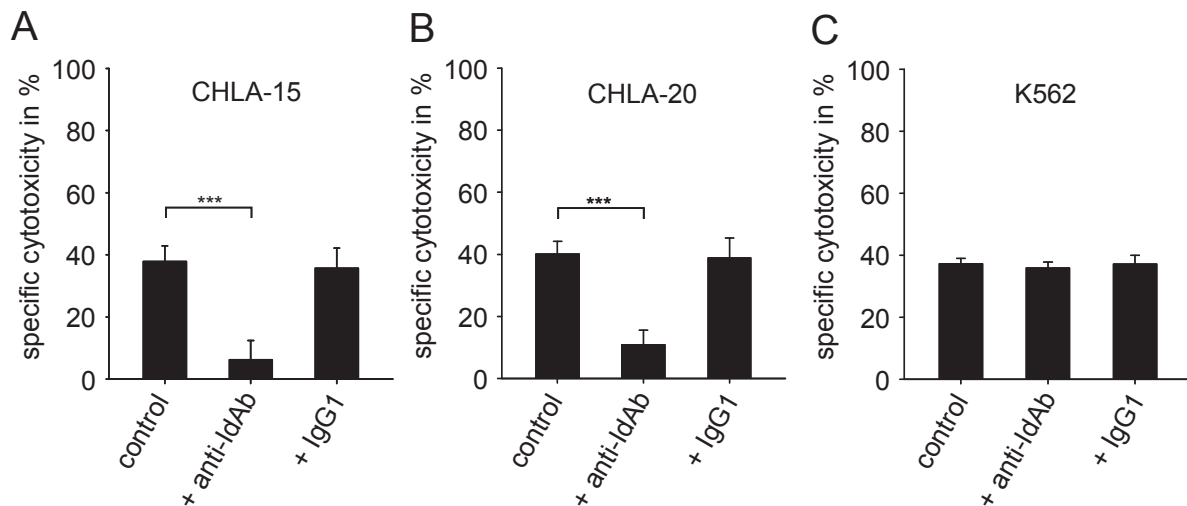 A
specific cytotoxicity in %
100
80
60
40
20
0
CHLA-15
***
control
+ anti-IdAb
+ IgG1
B
specific cytotoxicity in %
100
80
60
40
20
0
CHLA-20
***
control
+ anti-IdAb
+ IgG1
C
specific cytotoxicity in %
100
80
60
40
20
0
K562
control
+ anti-IdAb
+ IgG1